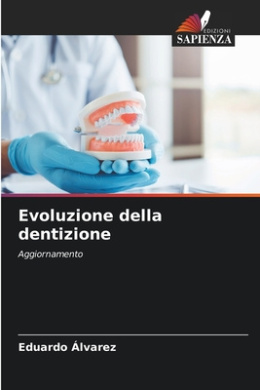 EDIZIONI
SAPIENZA
Evoluzione della
dentizione
Aggiornamento
Eduardo Álvarez